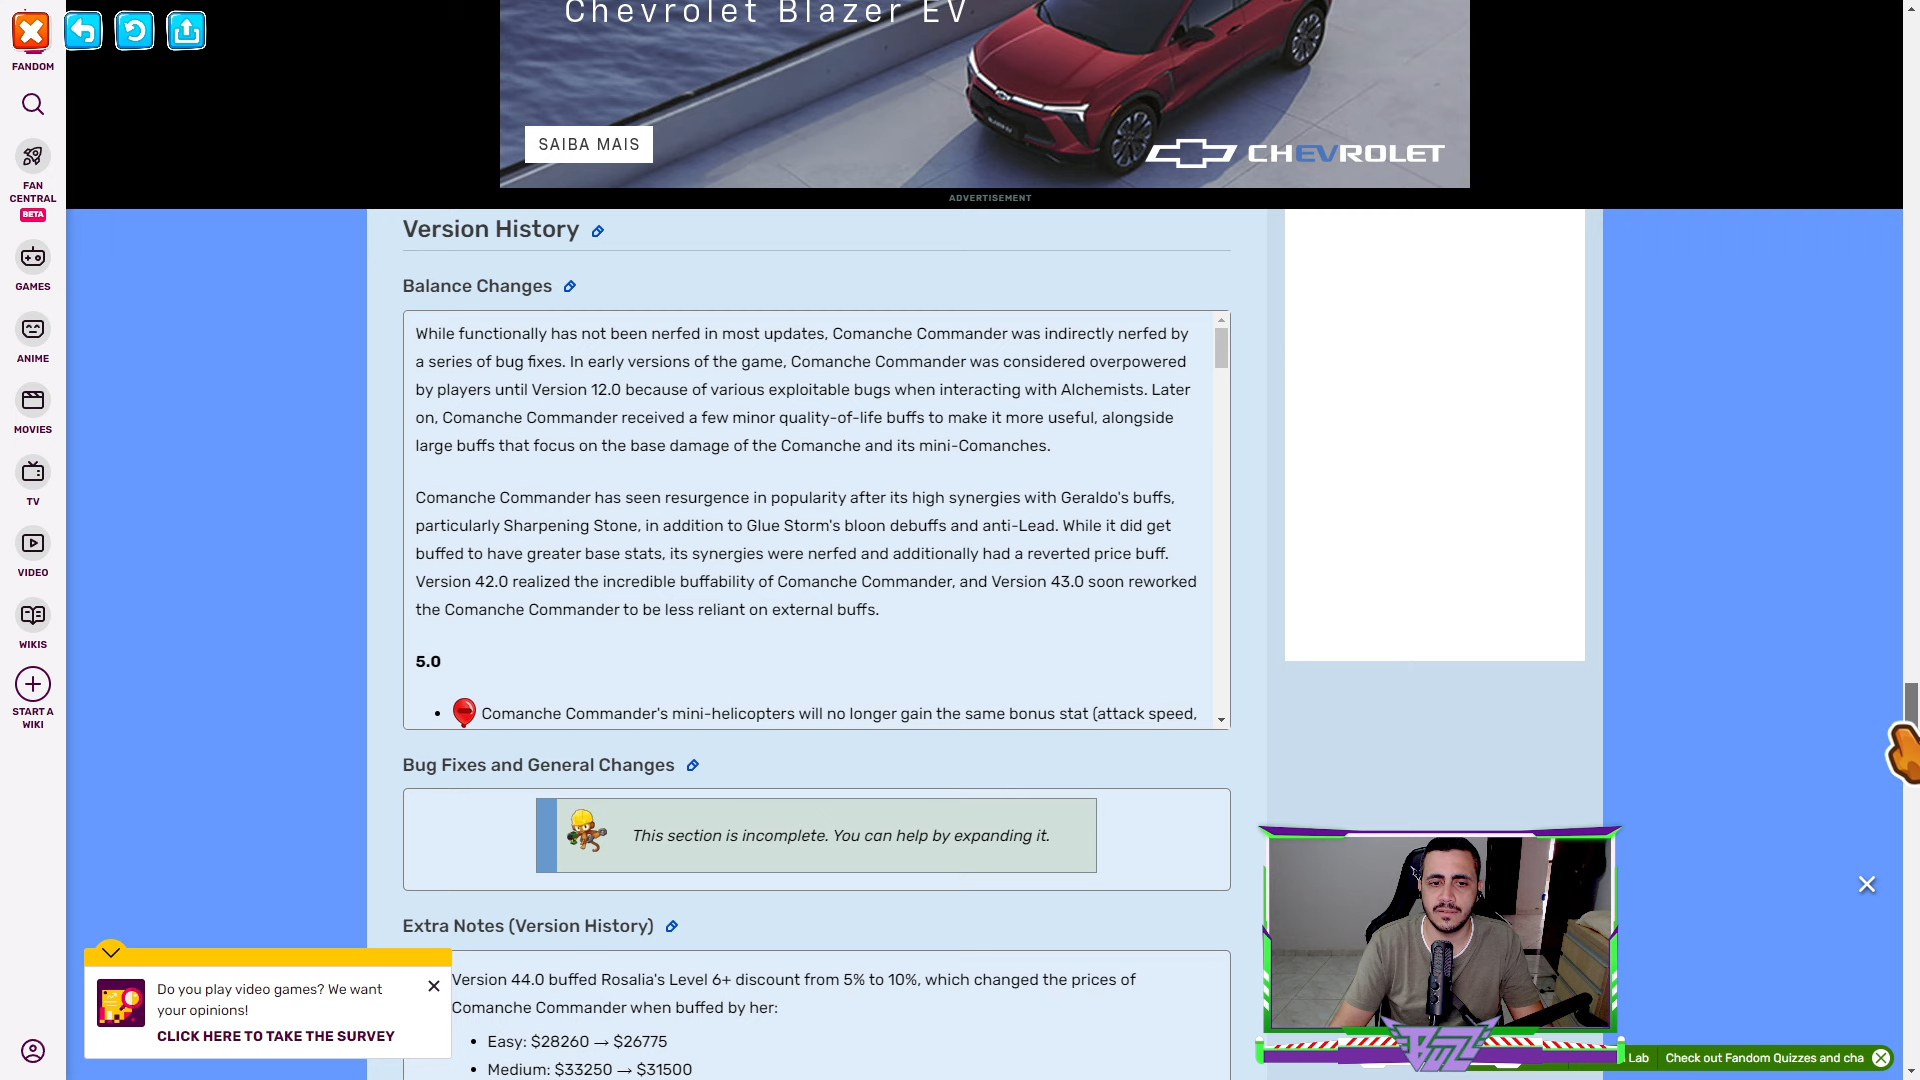 Chevrolet Blazer EV
FANDOM
SAIBA MAIS
CHEVROLET
FAN
CENTRAL
BETA
ADVERTISEMENT
Version History
GAMES
Balance Changes
ANIME
While functionally has not been nerfed in most updates, Comanche Commander was indirectly nerfed by
a series of bug fixes. In early versions of the game, Comanche Commander was considered overpowered
by players until Version 12.0 because of various exploitable bugs when interacting with Alchemists. Later
on, Comanche Commander received a few minor quality-of-life buffs to make it more useful, alongside
large buffs that focus on the base damage of the Comanche and its mini-Comanches.
MOVIES
Comanche Commander has seen resurgence in popularity after its high synergies with Geraldo's buffs,
particularly Sharpening Stone, in addition to Glue Storm's bloon debuffs and anti-Lead. While it did get
buffed to have greater base stats, its synergies were nerfed and additionally had a reverted price buff.
Version 42.0 realized the incredible buffability of Comanche Commander, and Version 43.0 soon reworked
the Comanche Commander to be less reliant on external buffs.
TV
VIDEO
WIKIS
5.0
START A
WIKI
Comanche Commander's mini-helicopters will no longer gain the same bonus stat (attack speed,
Bug Fixes and General Changes
This section is incomplete. You can help by expanding it.
Extra Notes (Version History)
Version 44.0 buffed Rosalia's Level 6+ discount from 5% to 10%, which changed the prices of
Comanche Commander when buffed by her:
Easy: $28260 → $26775
Medium: $33250 → $31500
Do you play video games? We want
your opinions!
CLICK HERE TO TAKE THE SURVEY
BUZZ
Lab
Check out Fandom Quizzes and cha